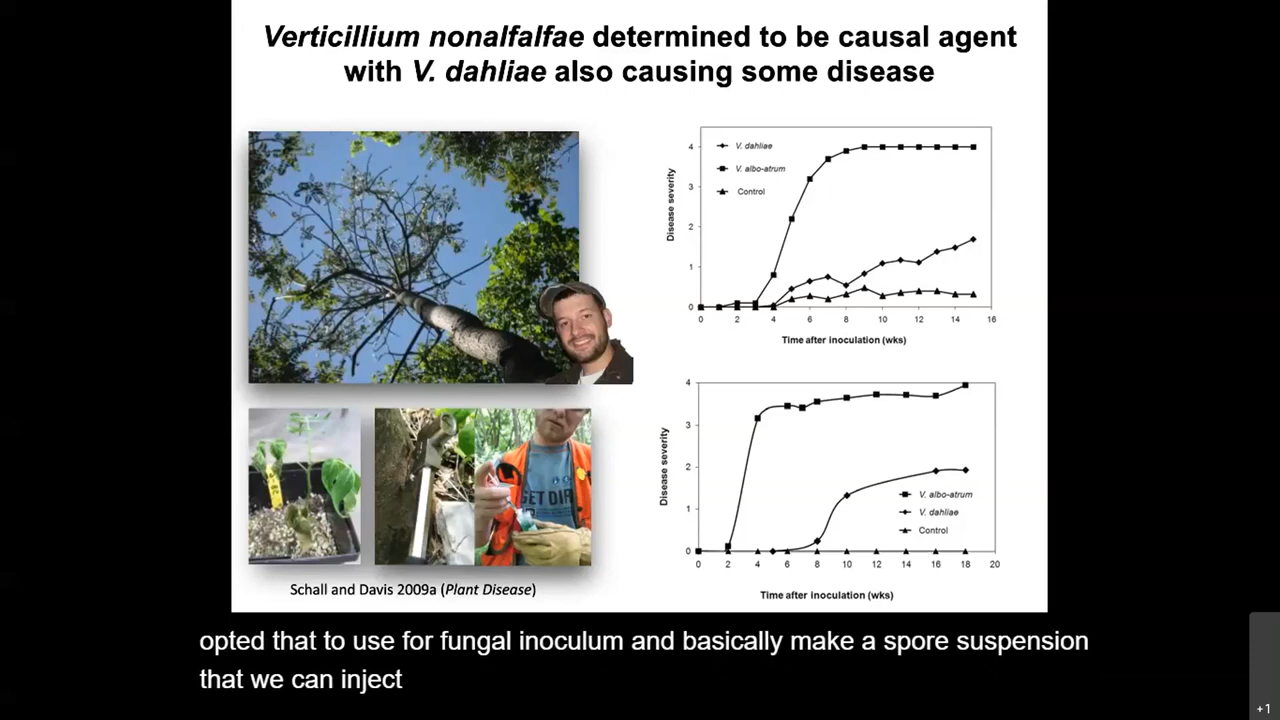 Verticillium nonalfalfae determined to be causal agent
with V. dahliae also causing some disease
V. dahliae
V. albo-atrum
Control
Disease severity
4
3
2
1
0
0 2 4 6 8 10 12 14 16
Time after inoculation (wks)
Disease severity
4
3
2
1
0
V. albo-atrum
V. dahliae
Control
0 2 4 6 8 10 12 14 16 18 20
Time after inoculation (wks)
GET DIR
Schall and Davis 2009a (Plant Disease)
opted that to use for fungal inoculum and basically make a spore suspension
that we can inject
+1